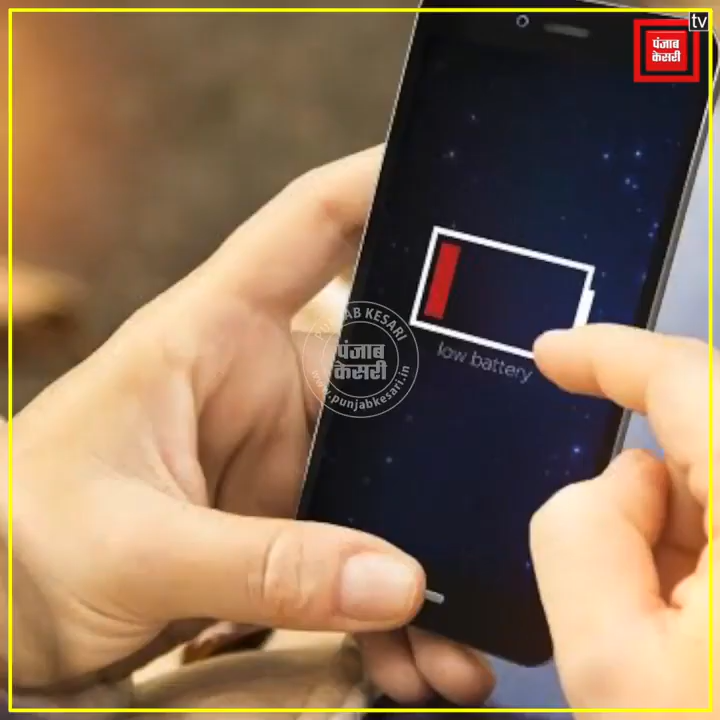 tv
पंजाब
केसरी
PUNJAB KESARI
पंजाब
केसरी
www.punjabkesari.in
low battery